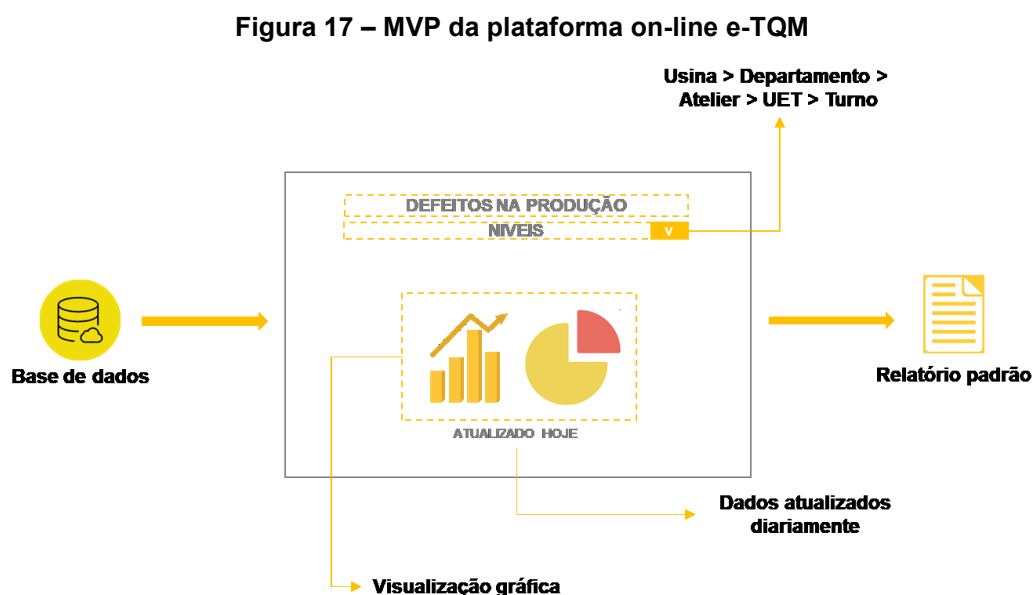 Figura 17 – MVP da plataforma on-line e-TQM
Usina > Departamento >
Atelier > UET > Turno
DEFEITOS NA PRODUÇÃO
NIVEIS
V
Base de dados
Relatório padrão
ATUALIZADO HOJE
Dados atualizados
diariamente
Visualização gráfica